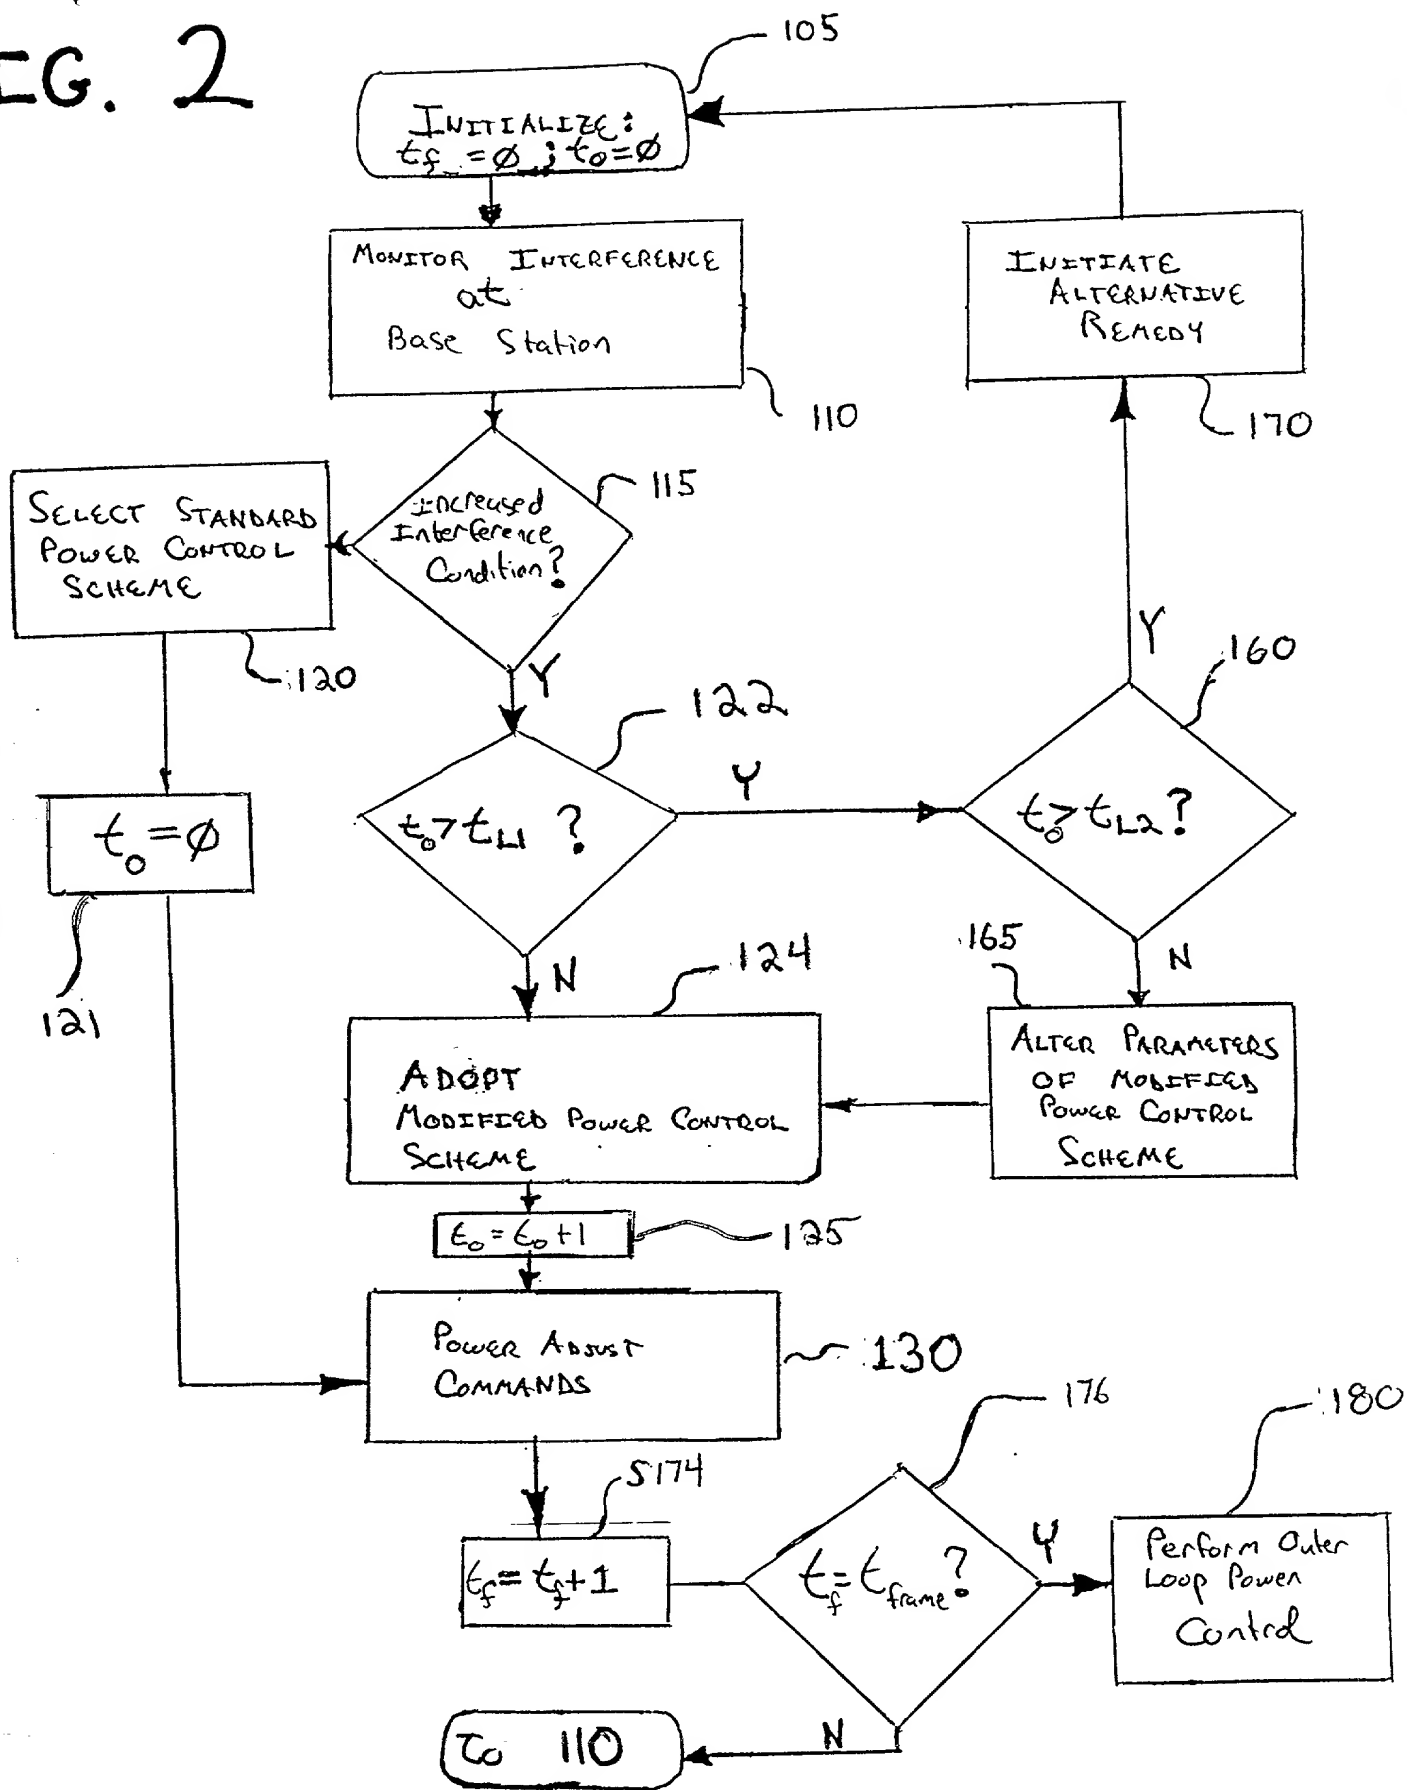 IG. 2
105
INITIALIZE:
tf = Ø ; to = Ø
MONITOR INTERFERENCE
at
Base Station
110
INITIATE
ALTERNATIVE
REMEDY
170
Increased
Interference
Condition?
115
SELECT STANDARD
POWER CONTROL
SCHEME
120
Y
122
to > tL1 ?
Y
Y
160
to > tL2 ?
to = Ø
121
N
124
N
165
ADOPT
MODIFIED POWER CONTROL
SCHEME
ALTER PARAMETERS
OF MODIFIED
POWER CONTROL
SCHEME
to = to + 1
125
POWER ADJUST
COMMANDS
130
S174
tf = tf + 1
176
tf = tframe ?
Y
180
Perform Outer
Loop Power
Control
N
to 110